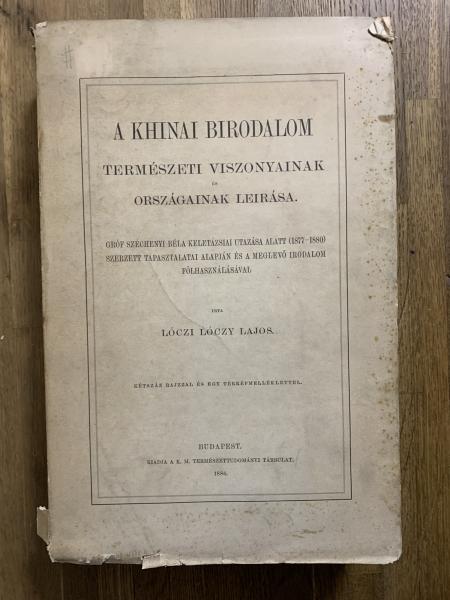 A KHINAI BIRODALOM
TERMÉSZETI VISZONYAINAK
ÉS
ORSZÁGAINAK LEIRÁSA.
GRÓF SZÉCHENYI BÉLA KELETÁZSIAI UTAZÁSA ALATT (1877–1880)
SZERZETT TAPASZTALATAI ALAPJÁN ÉS A MEGLEVŐ IRODALOM
FÖLHASZNÁLÁSÁVAL
IRTA
LÓCZI LÓCZY LAJOS.
KÉTSZÁZ RAJZZAL ÉS EGY TÉRKÉPMELLÉKLETTEL.
BUDAPEST.
KIADJA A K. M. TERMÉSZETTUDOMÁNYI TÁRSULAT.
1886.